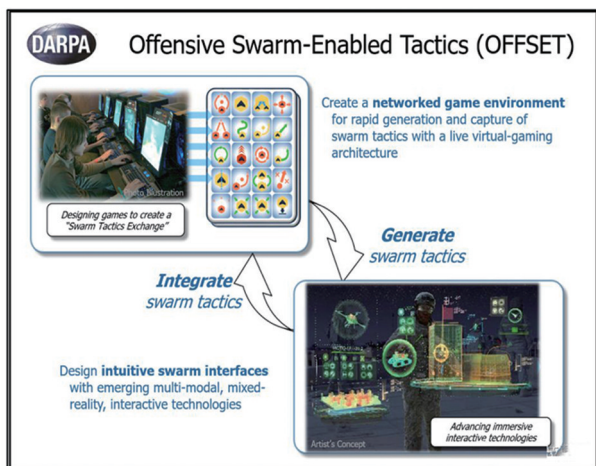 DARPA
Offensive Swarm-Enabled Tactics (OFFSET)
Photo Illustration
Designing games to create a
"Swarm Tactics Exchange"
Create a networked game environment
for rapid generation and capture of
swarm tactics with a live virtual-gaming
architecture
Generate
swarm tactics
Integrate
swarm tactics
Design intuitive swarm interfaces
with emerging multi-modal, mixed-
reality, interactive technologies
Artist's Concept
Advancing immersive
interactive technologies